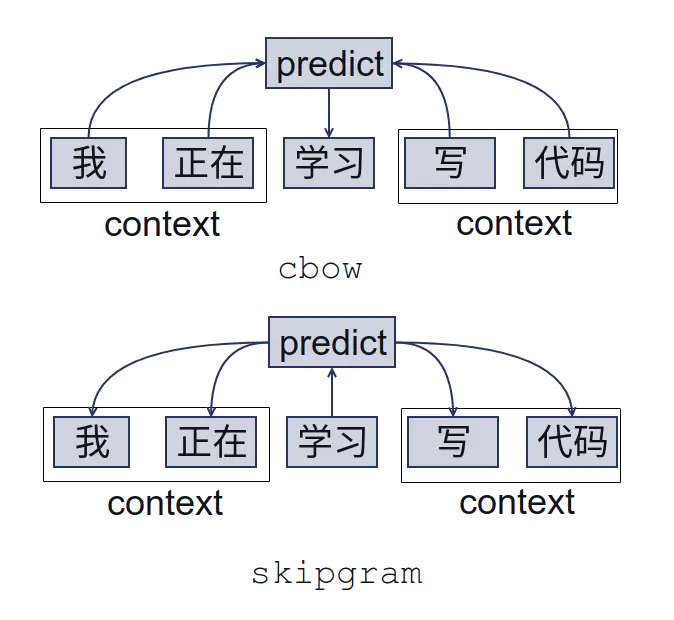 predict
我 正在 学习 写 代码
context context
cbow
predict
我 正在 学习 写 代码
context context
skipgram